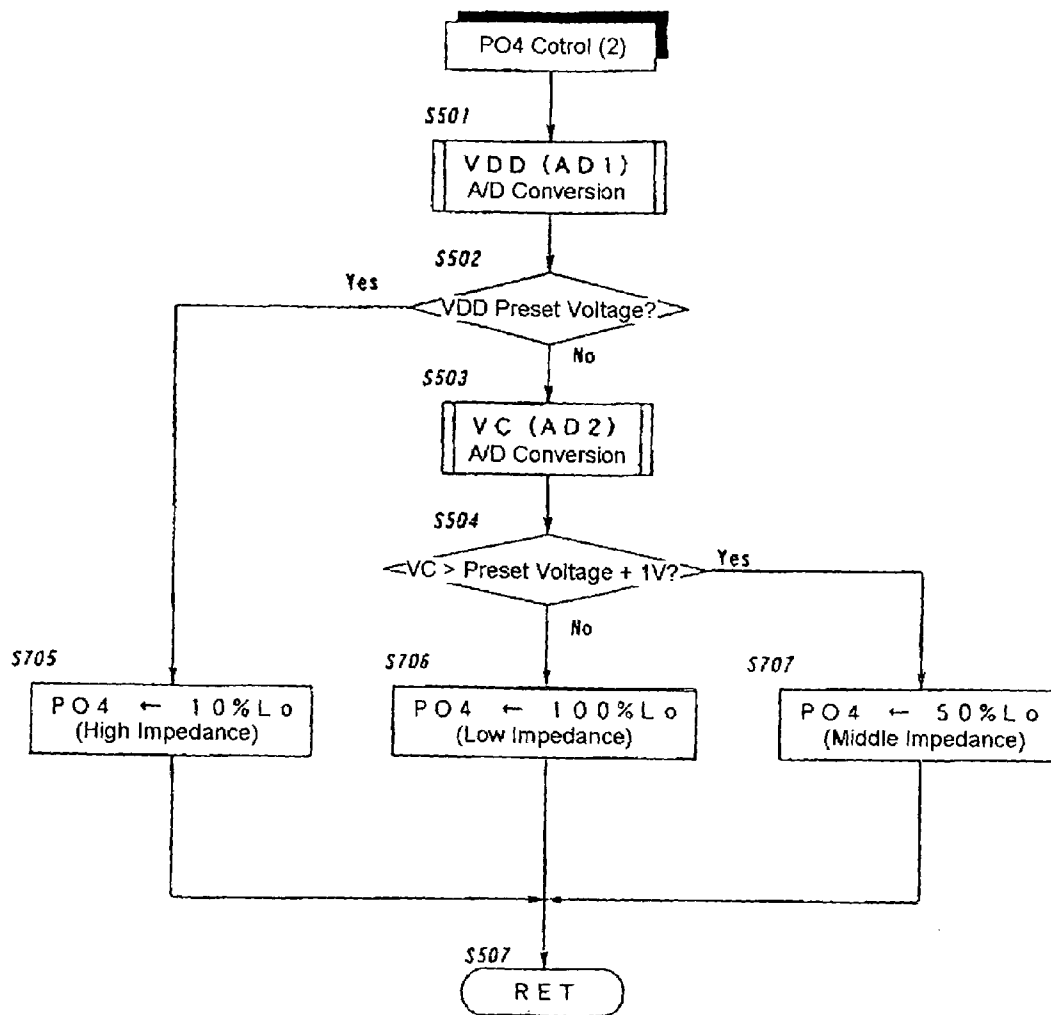 PO4 Cotrol (2)
S501
VDD (AD1)
A/D Conversion
S502
Yes
VDD Preset Voltage?
No
S503
VC (AD2)
A/D Conversion
S504
VC > Preset Voltage + 1V?
Yes
No
S705
PO4 ← 10%Lo
(High Impedance)
S706
PO4 ← 100%Lo
(Low Impedance)
S707
PO4 ← 50%Lo
(Middle Impedance)
S507
RET